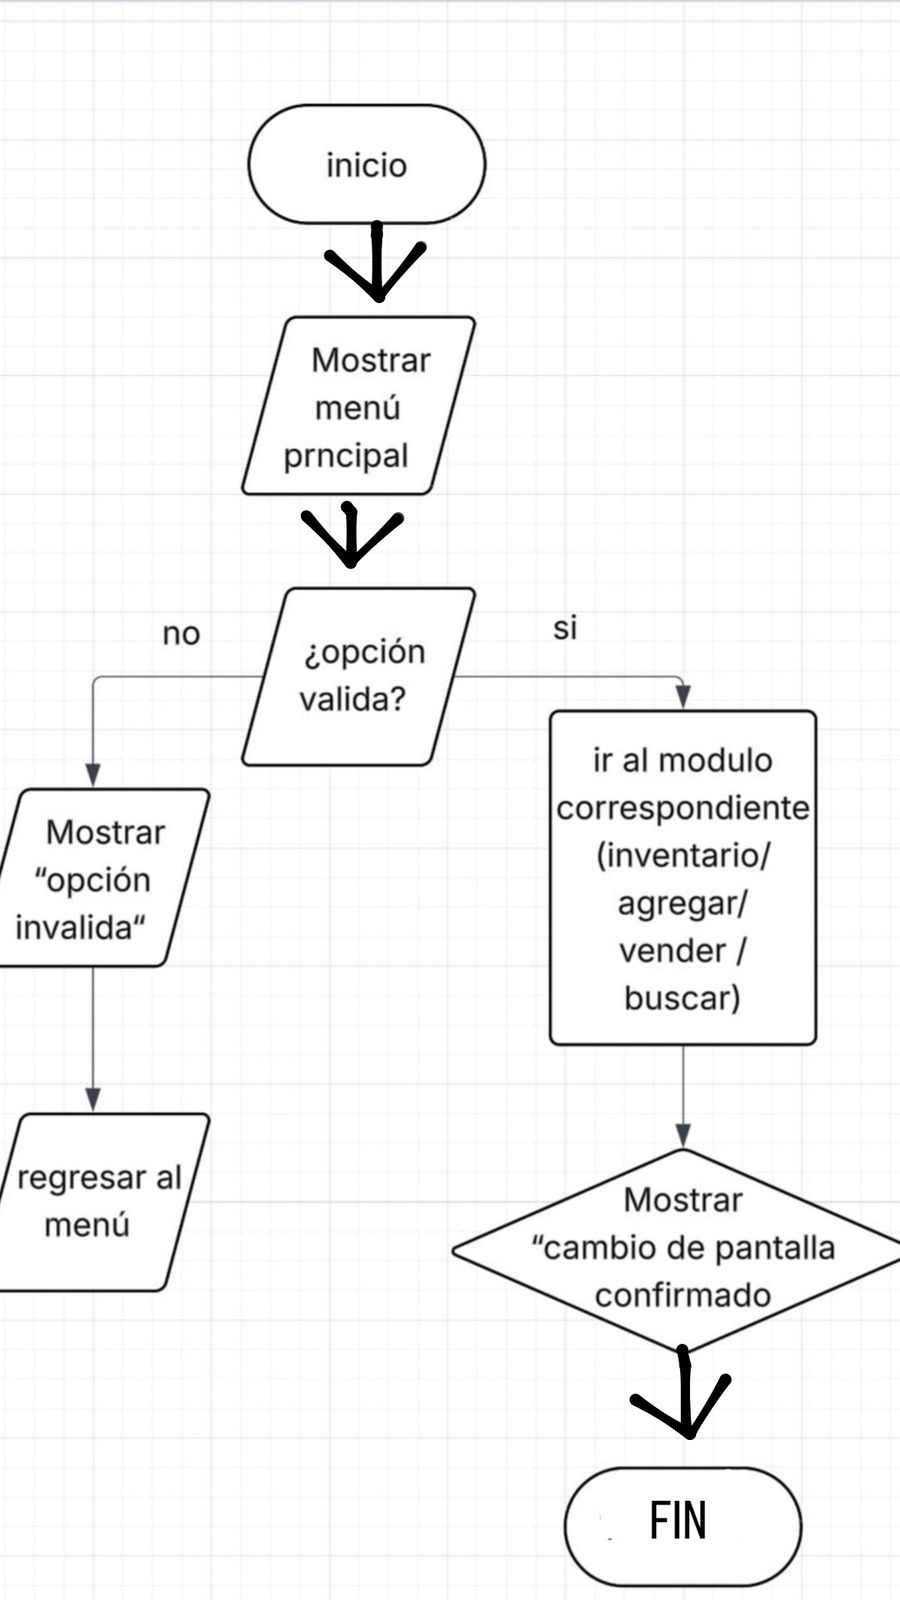 inicio
Mostrar
menú
prncipal
no
si
¿opción
valida?
ir al modulo
correspondiente
(inventario/
agregar/
vender /
buscar)
Mostrar
“opción
invalida“
regresar al
menú
Mostrar
“cambio de pantalla
confirmado
FIN